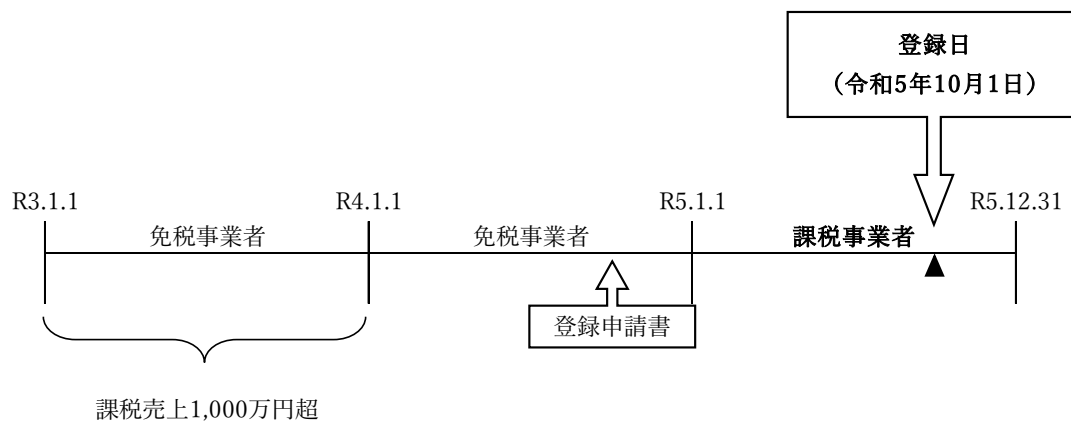 登録日
（令和5年10月1日）
R3.1.1
R4.1.1
R5.1.1
R5.12.31
免税事業者
免税事業者
課税事業者
登録申請書
課税売上1,000万円超